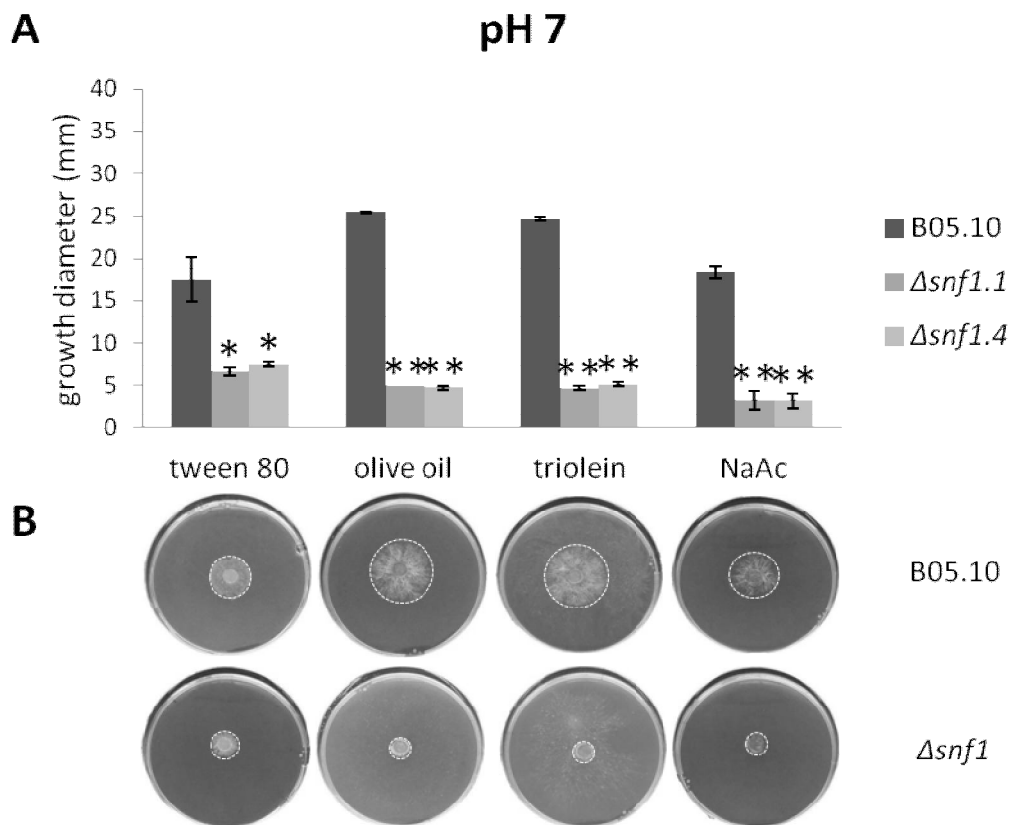 A
pH 7
growth diameter (mm)
40
35
30
25
20
15
10
5
0
*
*
* *
* *
* *
* *
* *
* *
tween 80
olive oil
triolein
NaAc
B05.10
Δsnf1.1
Δsnf1.4
B
B05.10
Δsnf1